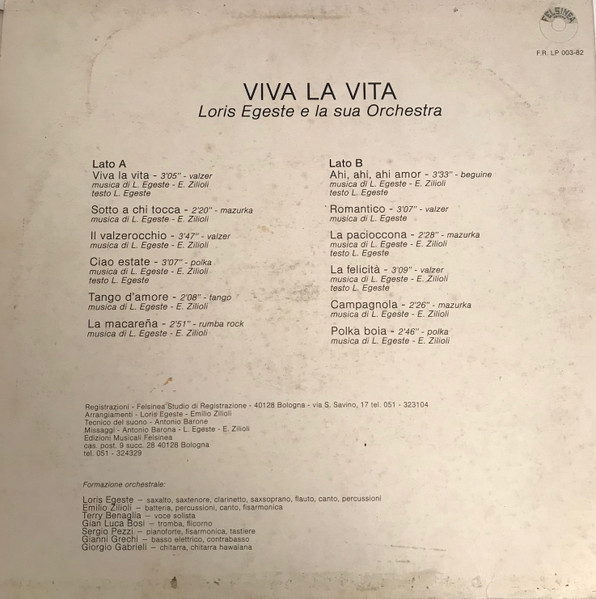 FELSINEA
F.R. LP 003-82
VIVA LA VITA
Loris Egeste e la sua Orchestra
Lato A
Viva la vita - 3'05" - valzer
musica di L. Egeste - E. Zilioli
testo L. Egeste
Sotto a chi tocca - 2'20" - mazurka
musica di L. Egeste - E. Zilioli
Il valzerocchio - 3'47" - valzer
musica di L. Egeste - E. Zilioli
Ciao estate - 3'07" - polka
musica di L. Egeste - E. Zilioli
testo L. Egeste
Tango d'amore - 2'08" - tango
musica di L. Egeste - E. Zilioli
La macareña - 2'51" - rumba rock
musica di L. Egeste - E. Zilioli
Lato B
Ahi, ahi, ahi amor - 3'33" - beguine
musica di L. Egeste - E. Zilioli
testo L. Egeste
Romantico - 3'07" - valzer
musica di L. Egeste - E. Zilioli
La pacioccona - 2'28" - mazurka
musica di L. Egeste - E. Zilioli
testo L. Egeste
La felicità - 3'09" - valzer
musica di L. Egeste - E. Zilioli
testo L. Egeste
Campagnola - 2'26" - mazurka
musica di L. Egeste - E. Zilioli
Polka boia - 2'46" - polka
musica di L. Egeste - E. Zilioli
Registrazioni - Felsinea Studio di Registrazione - 40128 Bologna - via S. Savino, 17 tel. 051 - 323104
Arrangiamenti - Loris Egeste - Emilio Zilioli
Tecnico del suono - Antonio Barone
Missaggi - Antonio Barona - L. Egeste - E. Zilioli
Edizioni Musicali Felsinea
cas. post. 9 succ. 28 40128 Bologna
tel. 051 - 324329
Formazione orchestrale:
Loris Egeste — saxalto, saxtenore, clarinetto, saxsoprano, flauto, canto, percussioni
Emilio Zilioli — batteria, percussioni, canto, fisarmonica
Terry Benaglia — voce solista
Gian Luca Bosi — tromba, flicorno
Sergio Pezzi — pianoforte, fisarmonica, tastiere
Gianni Grechi — basso elettrico, contrabasso
Giorgio Gabrieli — chitarra, chitarra hawaiana